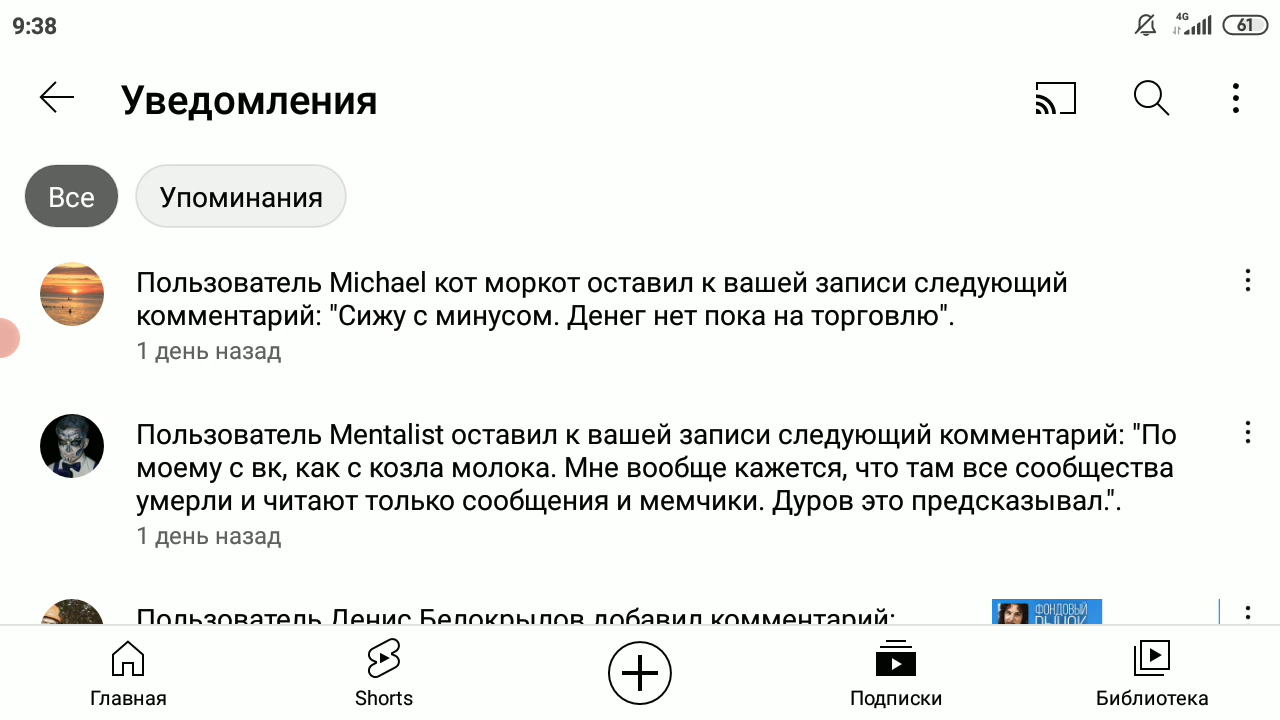 9:38
4G
61
Уведомления
Все
Упоминания
Пользователь Michael кот моркот оставил к вашей записи следующий
комментарий: "Сижу с минусом. Денег нет пока на торговлю".
1 день назад
Пользователь Mentalist оставил к вашей записи следующий комментарий: "По
моему с вк, как с козла молока. Мне вообще кажется, что там все сообщества
умерли и читают только сообщения и мемчики. Дуров это предсказывал.".
1 день назад
Пользователь Денис Белокрылов добавил комментарий:
ФОНДОВЫЙ
РЫНОК
Главная
Shorts
Подписки
Библиотека